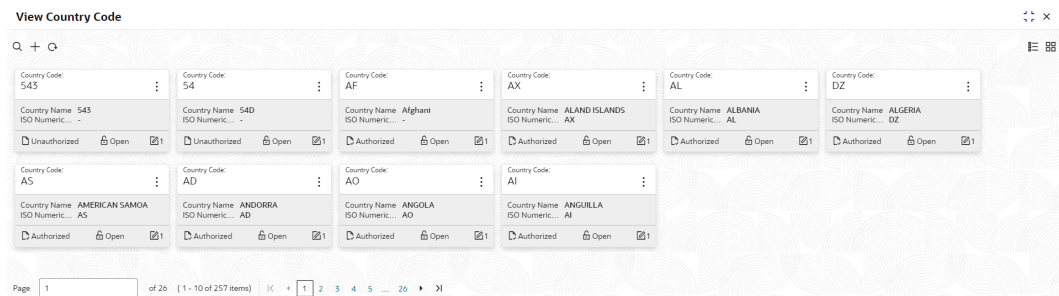 View Country Code
Country Code: Country Code: Country Code: Country Code: Country Code: Country Code:
543 54 AF AX AL DZ
Country Name 543 Country Name 54D Country Name Afghani Country Name ALAND ISLANDS Country Name ALBANIA Country Name ALGERIA
ISO Numeric... - ISO Numeric... - ISO Numeric... - ISO Numeric... AX ISO Numeric... AL ISO Numeric... DZ
Unauthorized Open 1 Unauthorized Open 1 Authorized Open 1 Authorized Open 1 Authorized Open 1 Authorized Open 1
Country Code: Country Code: Country Code: Country Code:
AS AD AO AI
Country Name AMERICAN SAMOA Country Name ANDORRA Country Name ANGOLA Country Name ANGUILLA
ISO Numeric... AS ISO Numeric... AD ISO Numeric... AO ISO Numeric... AI
Authorized Open 1 Authorized Open 1 Authorized Open 1 Authorized Open 1
Page 1 of 26 (1 - 10 of 257 items) 1 2 3 4 5 .... 26